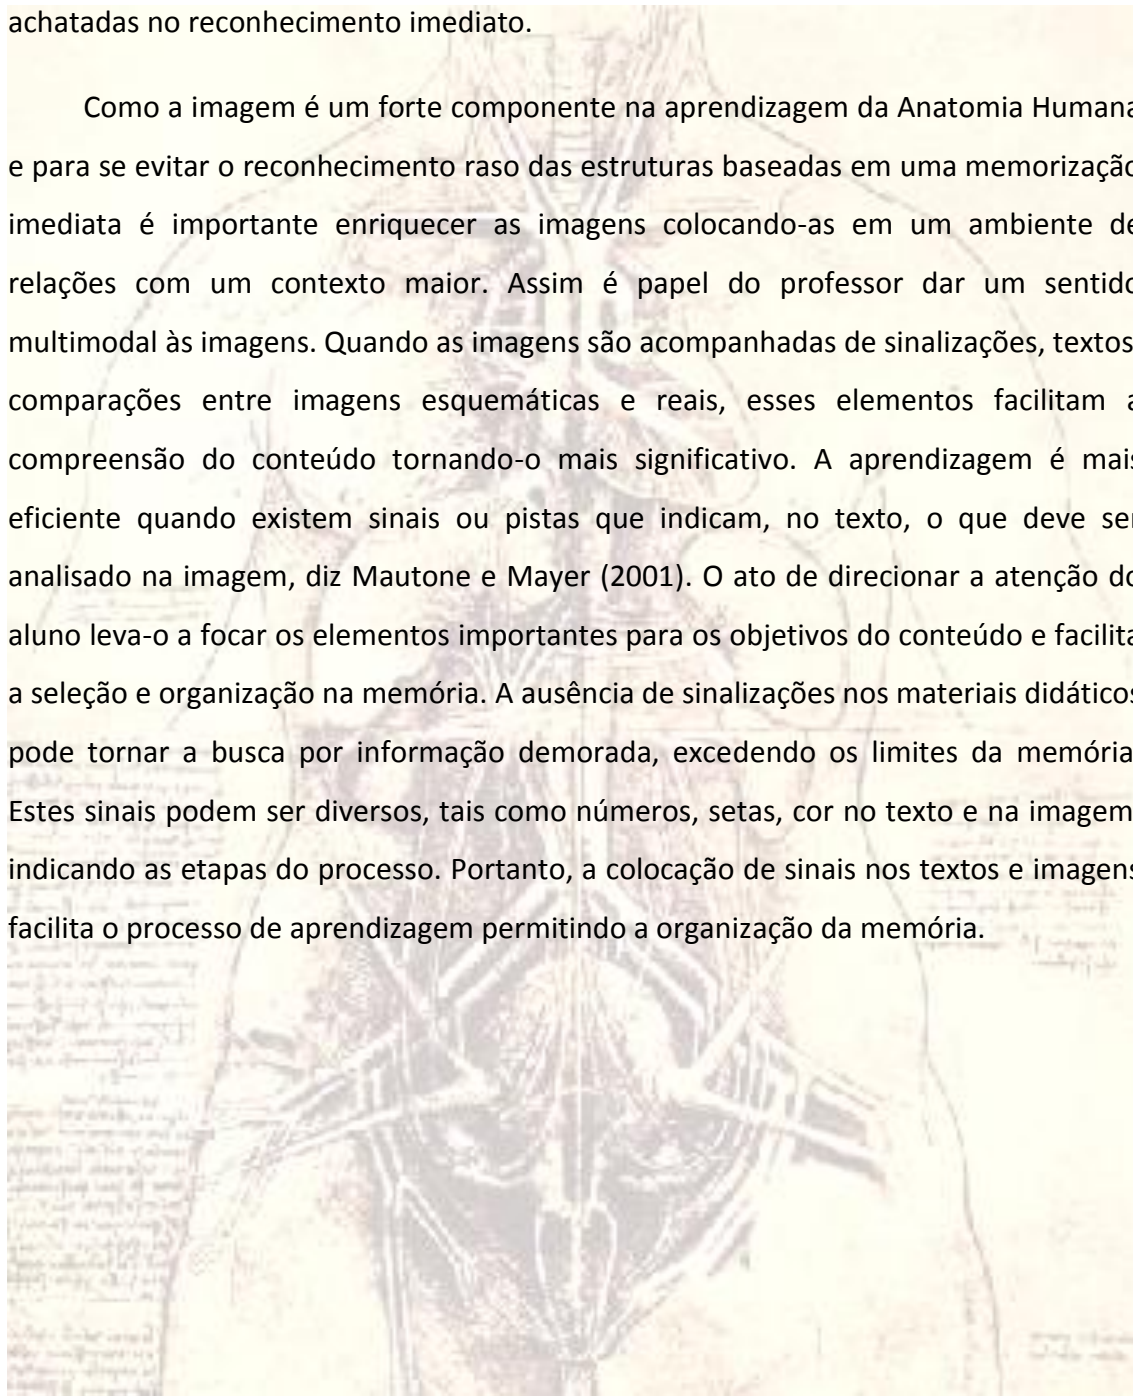 achatadas no reconhecimento imediato.
Como a imagem é um forte componente na aprendizagem da Anatomia Humana
e para se evitar o reconhecimento raso das estruturas baseadas em uma memorização
imediata é importante enriquecer as imagens colocando-as em um ambiente de
relações com um contexto maior. Assim é papel do professor dar um sentido
multimodal às imagens. Quando as imagens são acompanhadas de sinalizações, textos
comparações entre imagens esquemáticas e reais, esses elementos facilitam a
compreensão do conteúdo tornando-o mais significativo. A aprendizagem é mais
eficiente quando existem sinais ou pistas que indicam, no texto, o que deve ser
analisado na imagem, diz Mautone e Mayer (2001). O ato de direcionar a atenção do
aluno leva-o a focar os elementos importantes para os objetivos do conteúdo e facilita
a seleção e organização na memória. A ausência de sinalizações nos materiais didáticos
pode tornar a busca por informação demorada, excedendo os limites da memória
Estes sinais podem ser diversos, tais como números, setas, cor no texto e na imagem
indicando as etapas do processo. Portanto, a colocação de sinais nos textos e imagens
facilita o processo de aprendizagem permitindo a organização da memória.